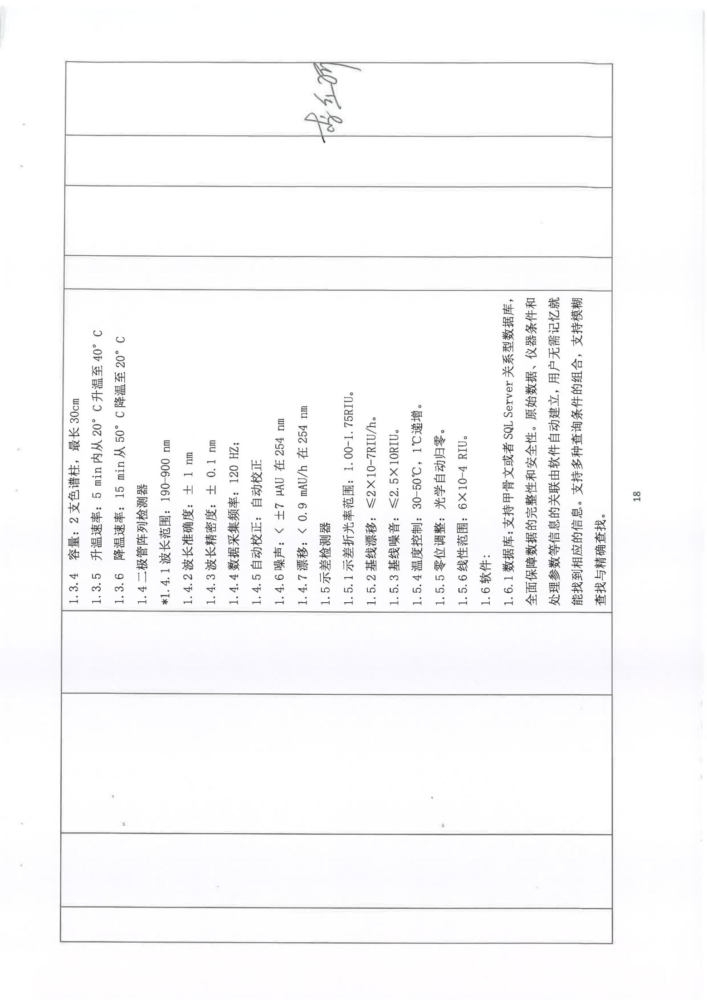 1.3.4 容量：2 支色谱柱，最长 30cm
1.3.5 升温速率：5 min 内从 20° C 升温至 40° C
1.3.6 降温速率：15 min 从 50° C 降温至 20° C
1.4 二极管阵列检测器
*1.4.1 波长范围：190-900 nm
1.4.2 波长准确度：± 1 nm
1.4.3 波长精密度：± 0.1 nm
1.4.4 数据采集频率：120 HZ；
1.4.5 自动校正：自动校正
1.4.6 噪声：< ±7 μAU 在 254 nm
1.4.7 漂移：< 0.9 mAU/h 在 254 nm
1.5 示差检测器
1.5.1 示差折光率范围：1.00-1.75RIU。
1.5.2 基线漂移：≤2×10-7RIU/h。
1.5.3 基线噪音：≤2.5×10RIU。
1.5.4 温度控制：30-50℃，1℃递增。
1.5.5 零位调整：光学自动归零。
1.5.6 线性范围：6×10-4 RIU。
1.6 软件：
1.6.1 数据库：支持甲骨文或者 SQL Server 关系型数据库，
全面保障数据的完整性和安全性。原始数据、仪器条件和
处理参数等信息的关联由软件自动建立，用户无需记忆就
能找到相应的信息。支持多种查询条件的组合，支持模糊
查找与精确查找。
18